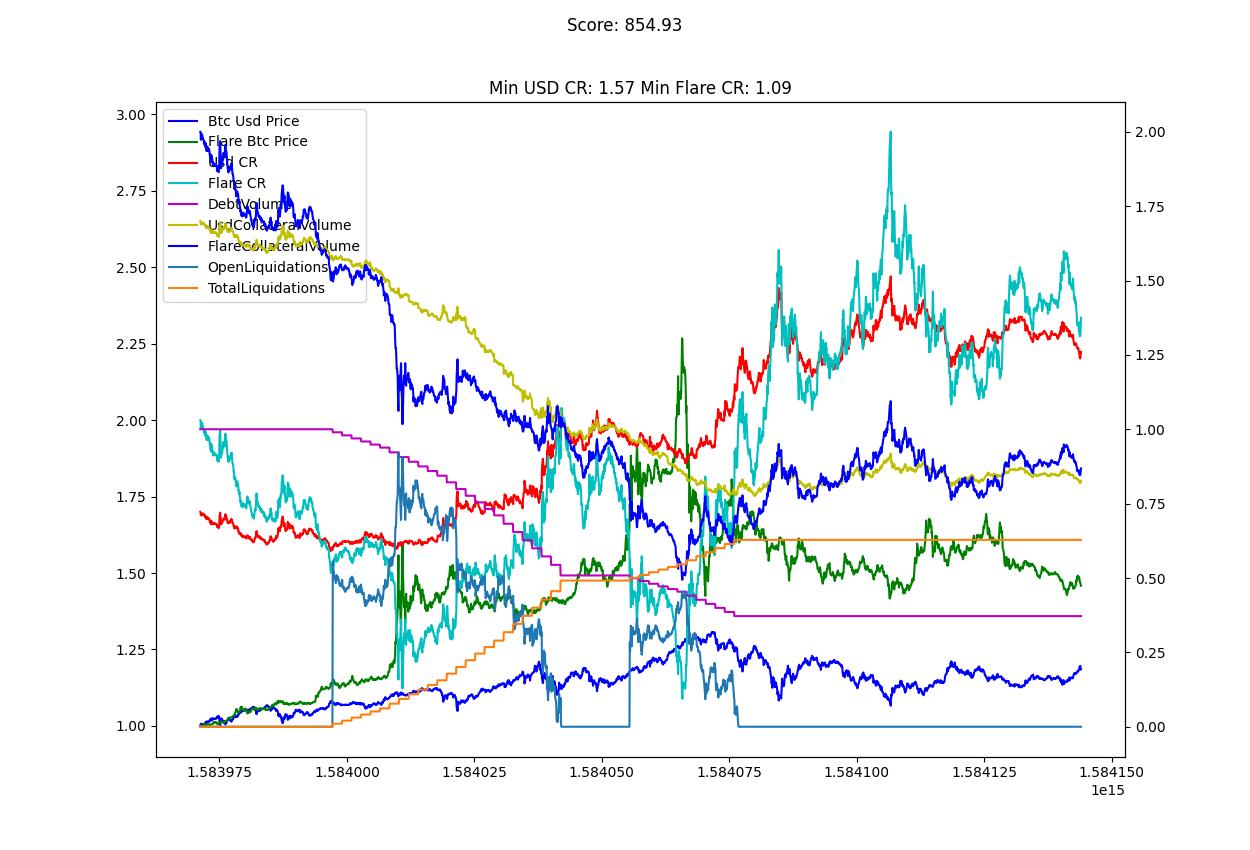 Score: 854.93
Min USD CR: 1.57 Min Flare CR: 1.09
Btc Usd Price
Flare Btc Price
Usd CR
Flare CR
DebtVolume
UsdCollateralVolume
FlareCollateralVolume
OpenLiquidations
TotalLiquidations
3.00
2.75
2.50
2.25
2.00
1.75
1.50
1.25
1.00
2.00
1.75
1.50
1.25
1.00
0.75
0.50
0.25
0.00
1.583975 1.584000 1.584025 1.584050 1.584075 1.584100 1.584125 1.584150
1e15